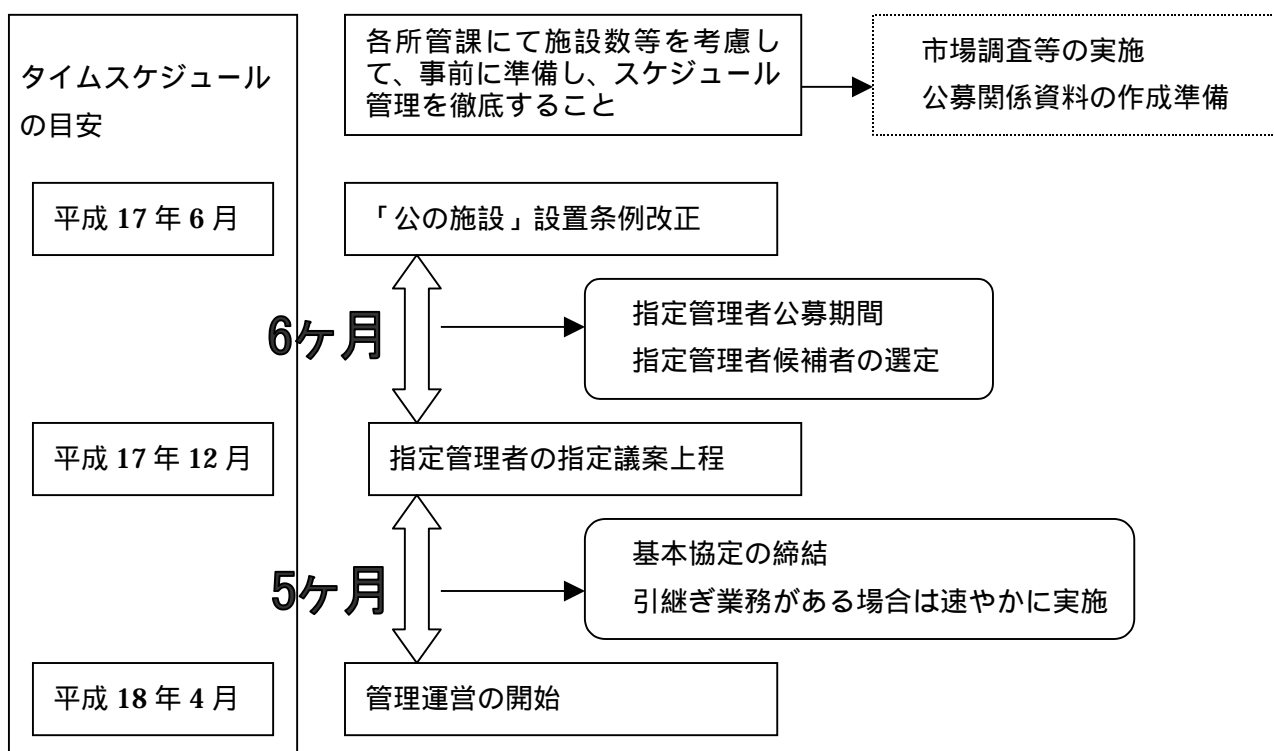 タイムスケジュール
の目安
各所管課にて施設数等を考慮し
て、事前に準備し、スケジュール
管理を徹底すること
市場調査等の実施
公募関係資料の作成準備
平成 17 年 6 月
「公の施設」設置条例改正
6ヶ月
指定管理者公募期間
指定管理者候補者の選定
平成 17 年 12 月
指定管理者の指定議案上程
5ヶ月
基本協定の締結
引継ぎ業務がある場合は速やかに実施
平成 18 年 4 月
管理運営の開始